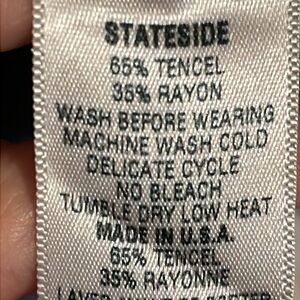 STATESIDE
65% TENCEL
35% RAYON
WASH BEFORE WEARING
MACHINE WASH COLD
DELICATE CYCLE
NO BLEACH
TUMBLE DRY LOW HEAT
MADE IN U.S.A.
65% TENCEL
35% RAYONNE
LAVER